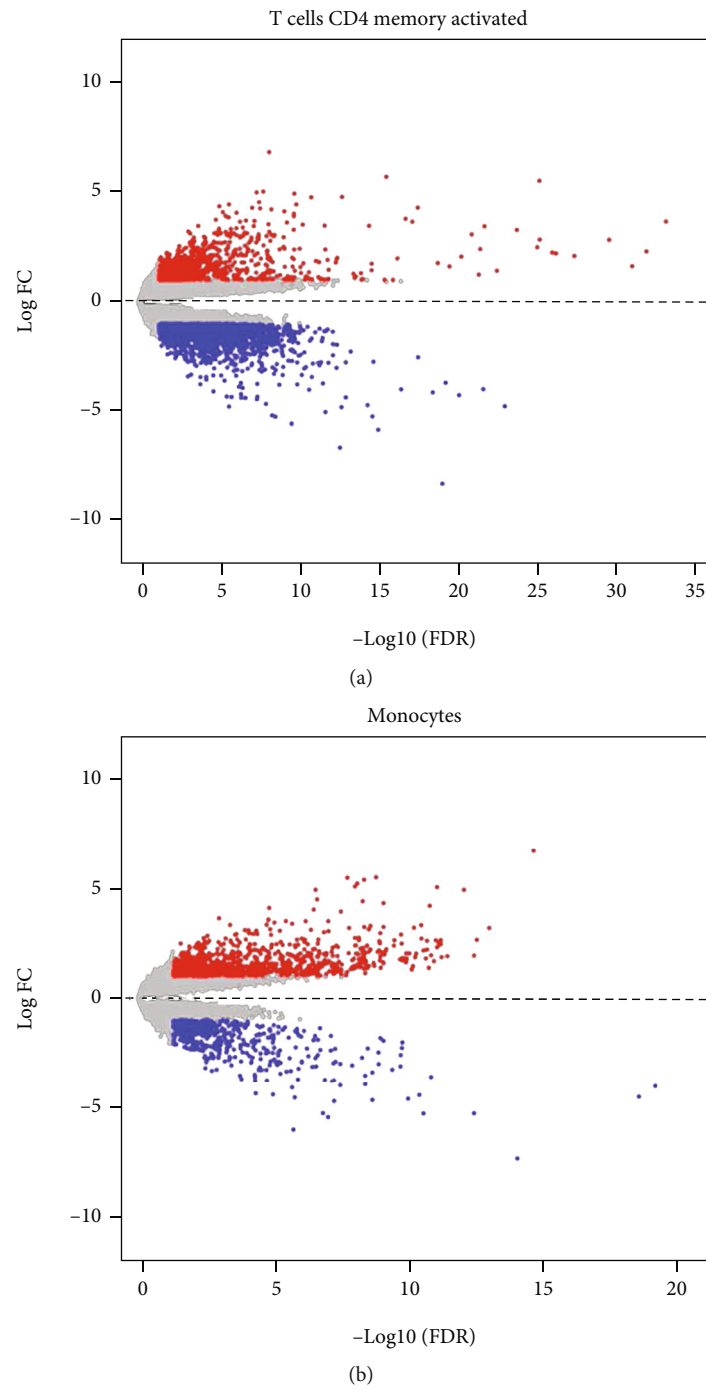 T cells CD4 memory activated
10
5
0
–5
–10
Log FC
0 5 10 15 20 25 30 35
–Log10 (FDR)
(a)
Monocytes
10
5
0
–5
–10
Log FC
0 5 10 15 20
–Log10 (FDR)
(b)